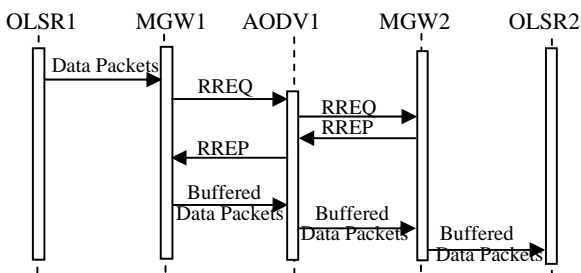 OLSR1 MGW1 AODV1 MGW2 OLSR2
Data Packets
RREQ
RREQ
RREP
RREP
Buffered
Data Packets
Buffered
Data Packets
Buffered
Data Packets